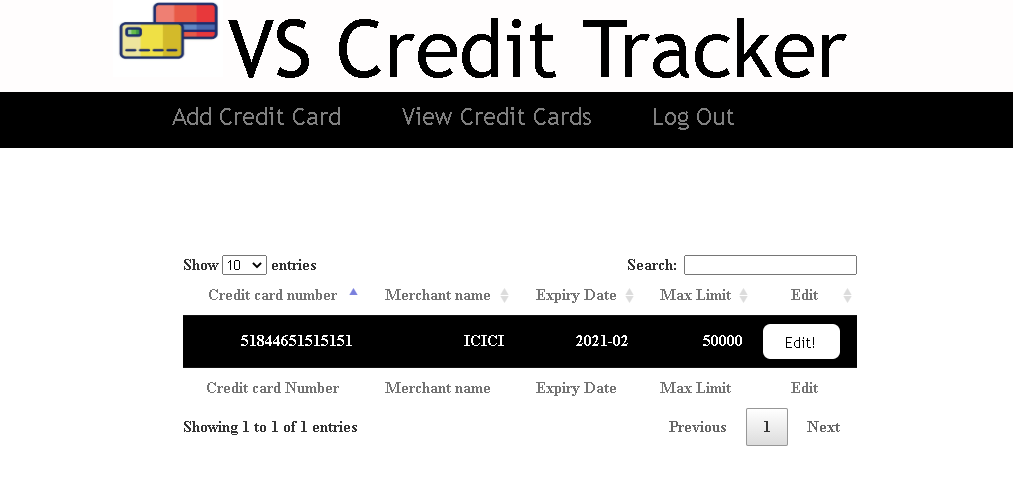 VS Credit Tracker
Add Credit Card View Credit Cards Log Out
Show 10 entries Search:
Credit card number Merchant name Expiry Date Max Limit Edit
51844651515151 ICICI 2021-02 50000 Edit!
Credit card Number Merchant name Expiry Date Max Limit Edit
Showing 1 to 1 of 1 entries Previous 1 Next